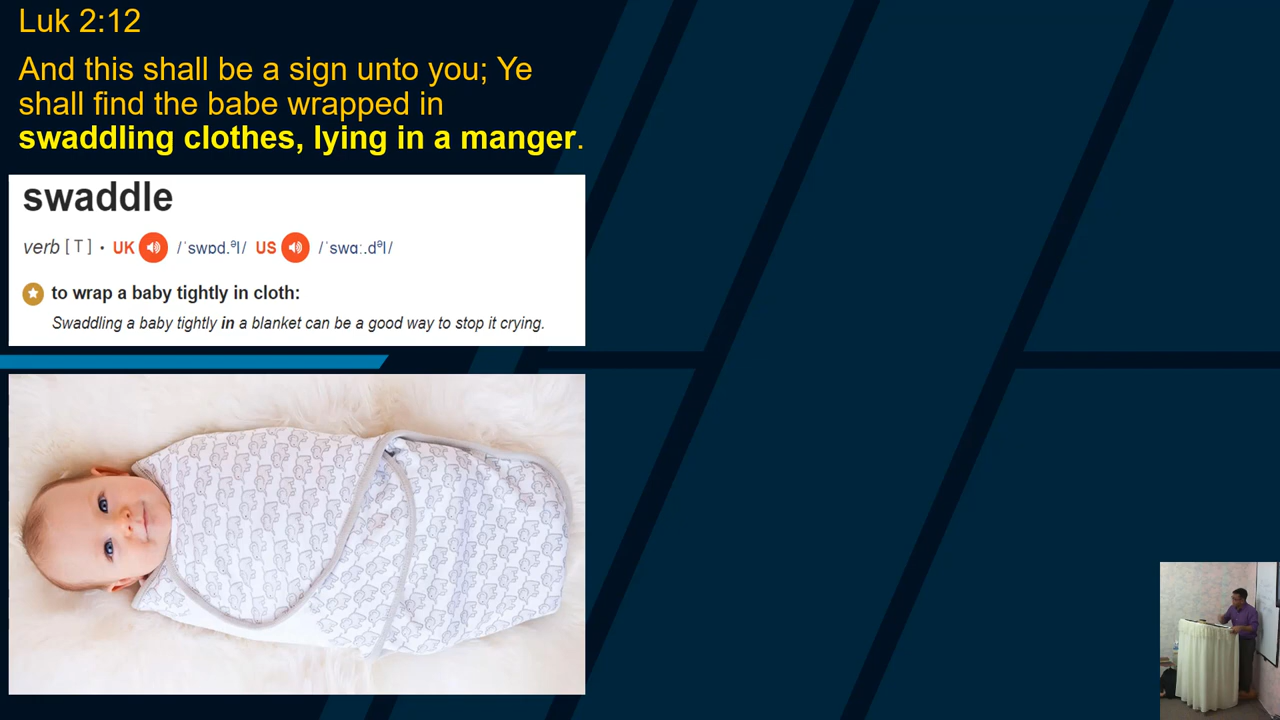 Luk 2:12
And this shall be a sign unto you; Ye
shall find the babe wrapped in
swaddling clothes, lying in a manger.
swaddle
verb [ T ] • UK /ˈswɒd.ᵊl/ US /ˈswɑː.dᵊl/
to wrap a baby tightly in cloth:
Swaddling a baby tightly in a blanket can be a good way to stop it crying.